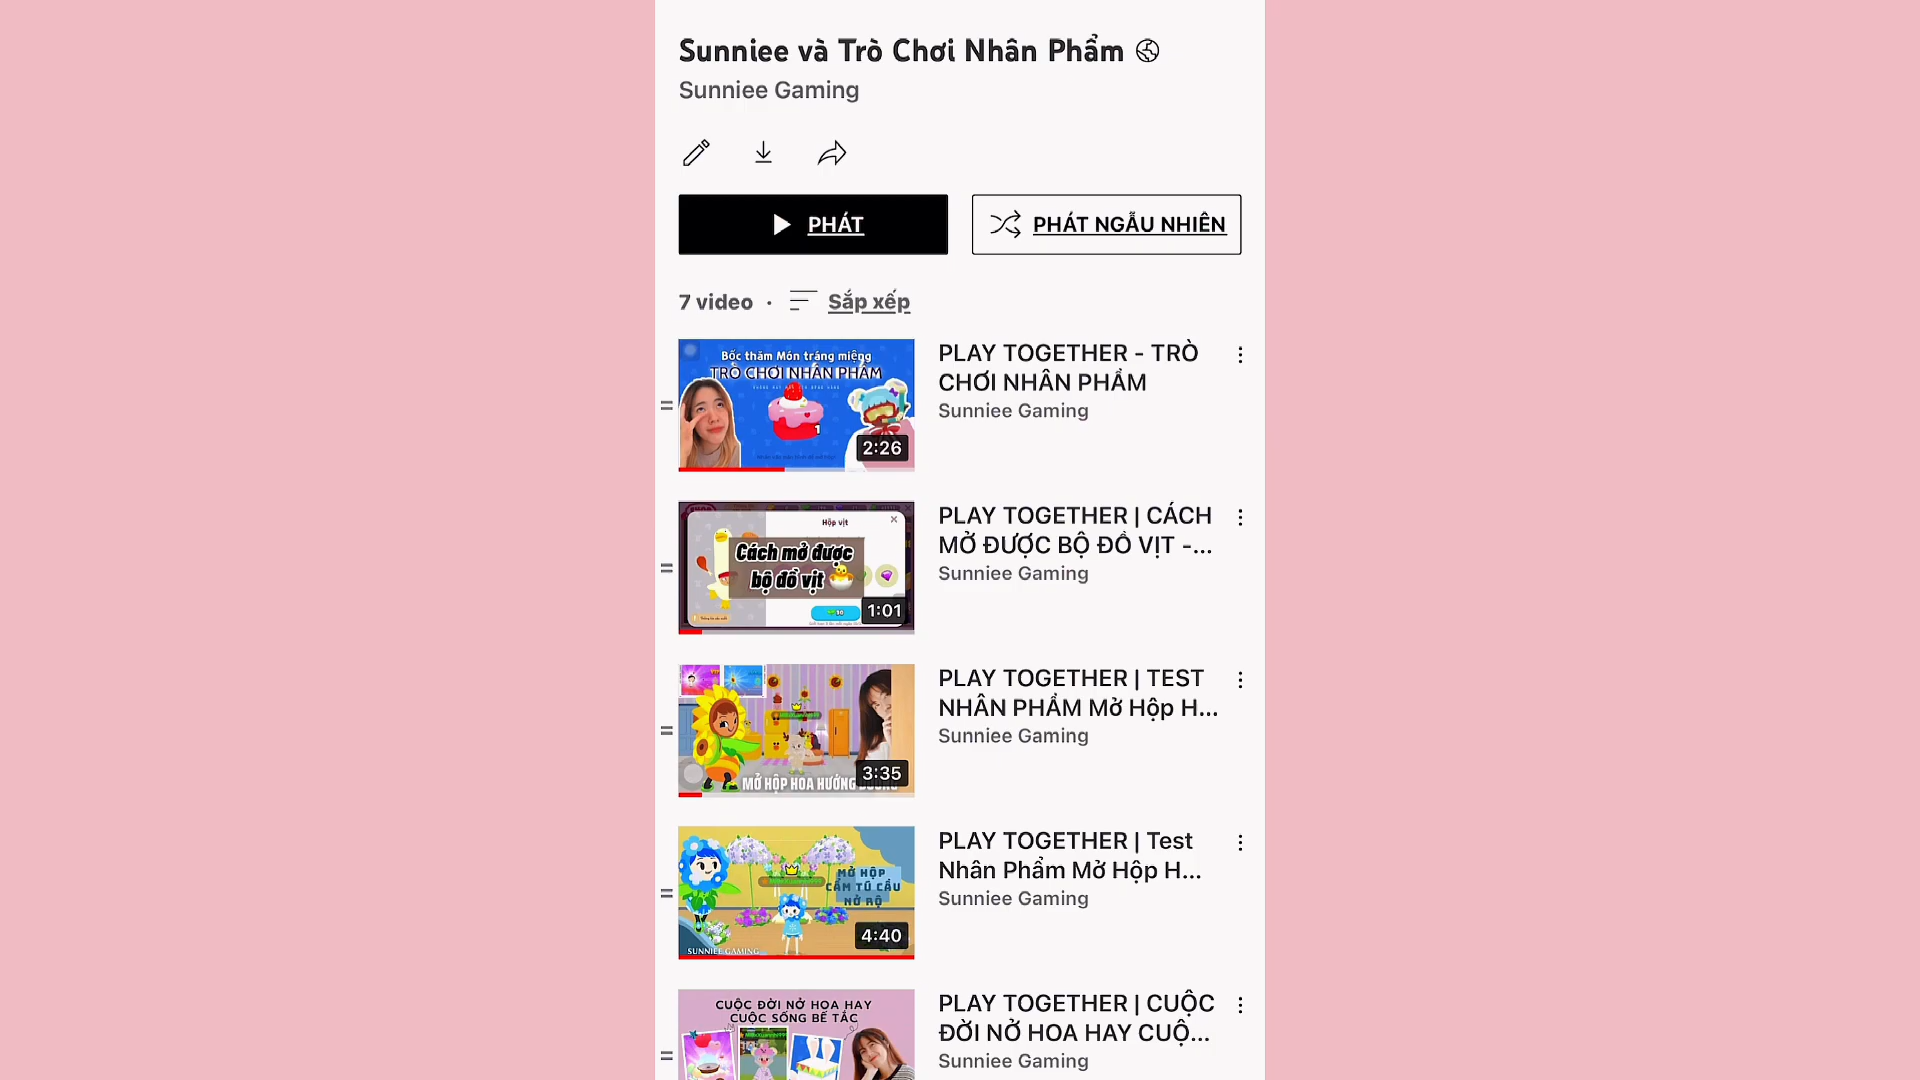 Sunniee và Trò Chơi Nhân Phẩm
Sunniee Gaming
PHÁT
PHÁT NGẪU NHIÊN
7 video · Sắp xếp
Bốc thăm Món tráng miệng
TRÒ CHƠI NHÂN PHẨM
1
2:26
PLAY TOGETHER - TRÒ
CHƠI NHÂN PHẨM
Sunniee Gaming
Hộp vịt
Cách mở được
bộ đồ vịt
1:01
PLAY TOGETHER | CÁCH
MỞ ĐƯỢC BỘ ĐỒ VỊT -...
Sunniee Gaming
MỞ HỘP HOA HƯỚNG DƯƠNG
3:35
PLAY TOGETHER | TEST
NHÂN PHẨM Mở Hộp H...
Sunniee Gaming
MỞ HỘP
CẨM TÚ CẦU
NỞ RỘ
SUNNIEE GAMING
4:40
PLAY TOGETHER | Test
Nhân Phẩm Mở Hộp H...
Sunniee Gaming
CUỘC ĐỜI NỞ HOA HAY
CUỘC SỐNG BẾ TẮC
PLAY TOGETHER | CUỘC
ĐỜI NỞ HOA HAY CUỘ...
Sunniee Gaming